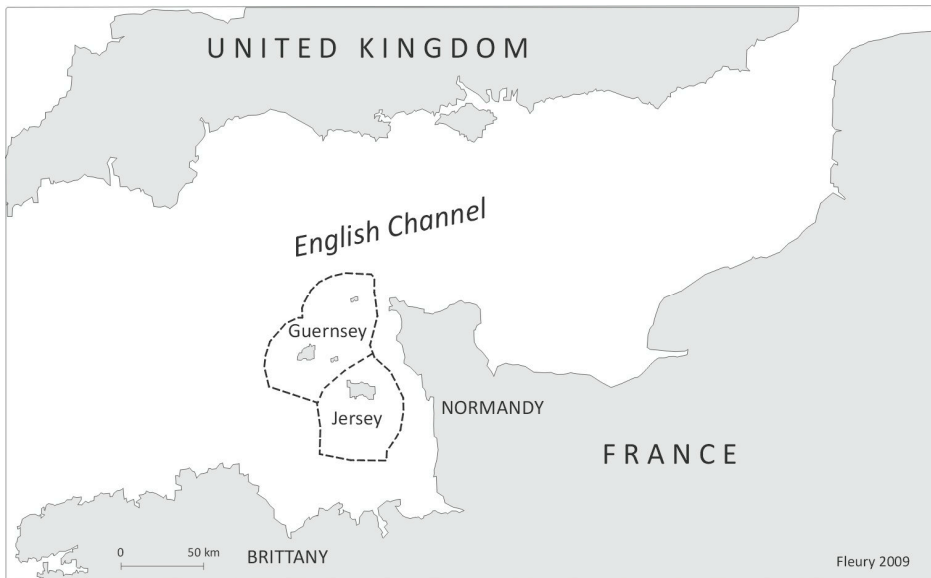 UNITED KINGDOM
English Channel
Guernsey
Jersey
NORMANDY
FRANCE
0 50 km
BRITTANY
Fleury 2009